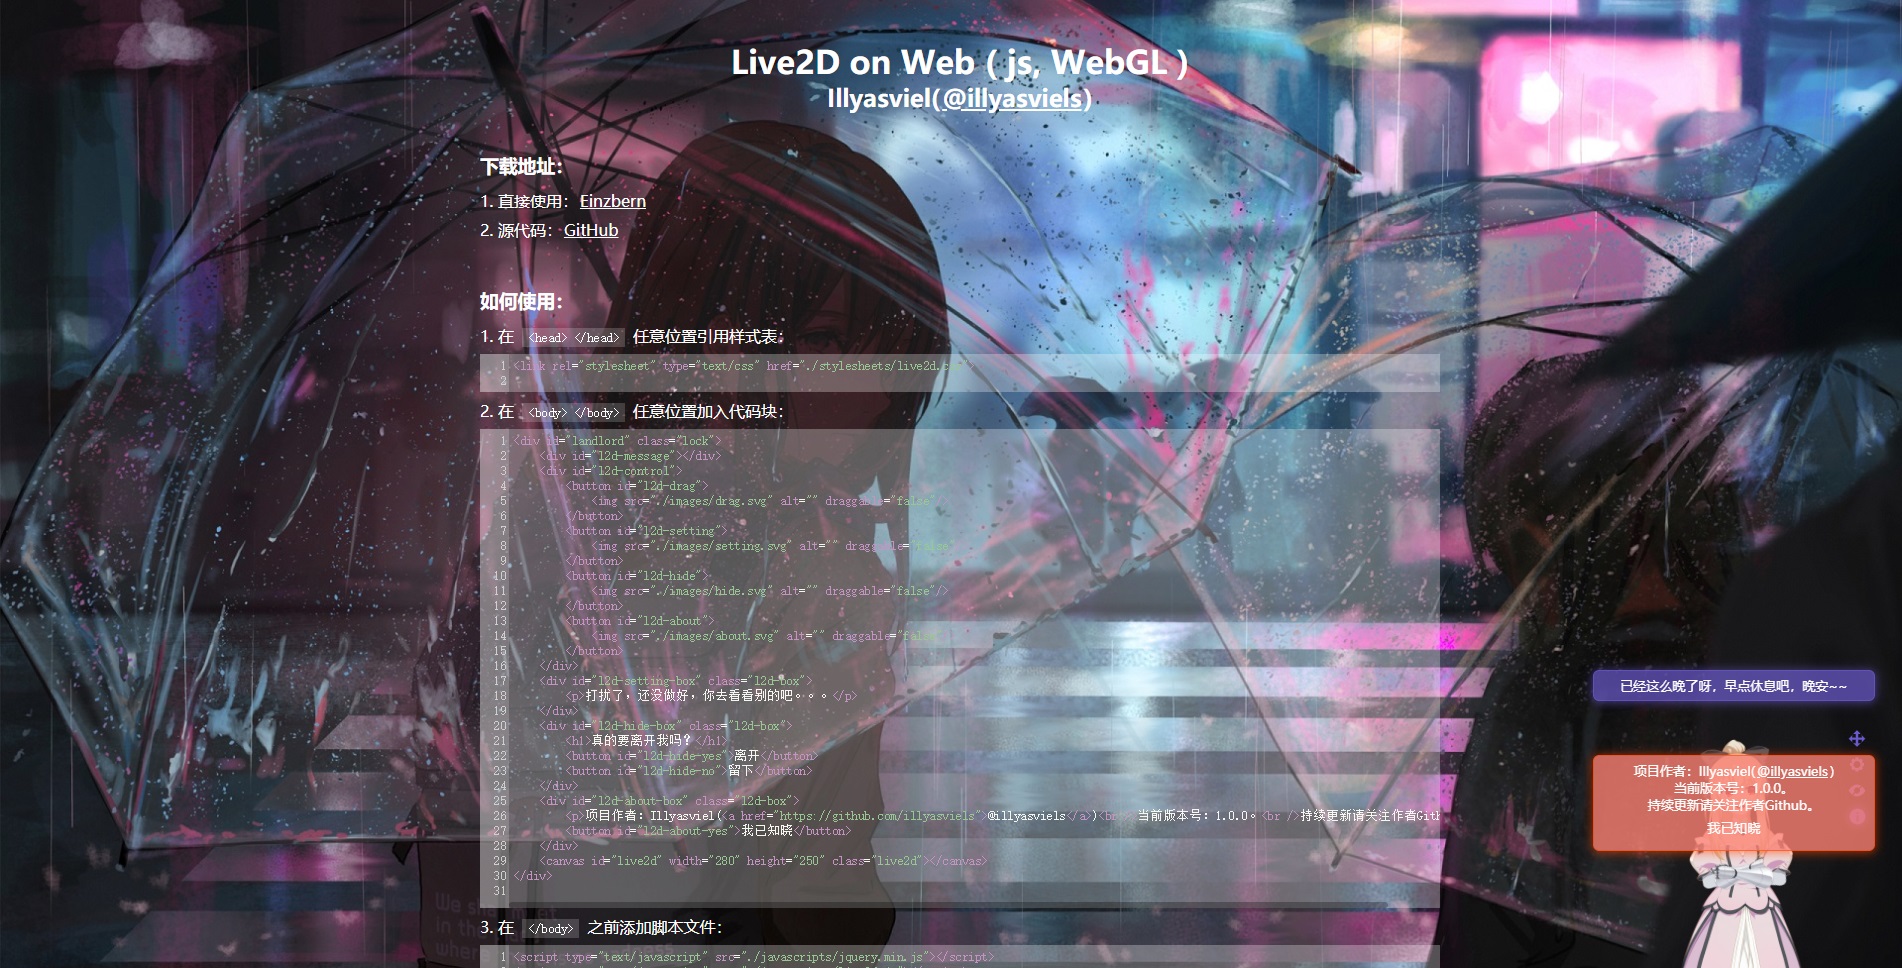 Live2D on Web ( js, WebGL )
Illyasviel(@illyasviels)
下载地址：
1. 直接使用：Einzbern
2. 源代码：GitHub
如何使用：
1. 在 <head> </head> 任意位置引用样式表：
1 <link rel="stylesheet" type="text/css" href="./stylesheets/live2d.css"
2
2. 在 <body> </body> 任意位置加入代码块：
1 <div id="landlord" class="lock">
2 <div id="l2d-message"></div>
3 <div id="l2d-control">
4 <button id="l2d-drag">
5 <img src="./images/drag.svg" alt="" draggable="false"/>
6 </button>
7 <button id="l2d-setting">
8 <img src="./images/setting.svg" alt="" draggable="false"
9 </button>
10 <button id="l2d-hide">
11 <img src="./images/hide.svg" alt="" draggable="false"/>
12 </button>
13 <button id="l2d-about">
14 <img src="./images/about.svg" alt="" draggable="false"
15 </button>
16 </div>
17 <div id="l2d-setting-box" class="l2d-box">
18 <p>打扰了，还没做好，你去看看别的吧。。。</p>
19 </div>
20 <div id="l2d-hide-box" class="l2d-box">
21 <h1>真的要离开我吗？</h1>
22 <button id="l2d-hide-yes">离开</button>
23 <button id="l2d-hide-no">留下</button>
24 </div>
25 <div id="l2d-about-box" class="l2d-box">
26 <p>项目作者：Illyasviel(<a href="https://github.com/illyasviels">@illyasviels</a>)<br 当前版本号：1.0.0。<br />持续更新请关注作者Gith
27 <button id="l2d-about-yes">我已知晓</button>
28 </div>
29 <canvas id="live2d" width="280" height="250" class="live2d"></canvas>
30 </div>
31
3. 在 </body> 之前添加脚本文件：
1 <script type="text/javascript" src="./javascripts/jquery.min.js"></script>
已经这么晚了呀，早点休息吧，晚安~~
项目作者：Illyasviel(@illyasviels)
当前版本号：1.0.0。
持续更新请关注作者Github。
我已知晓